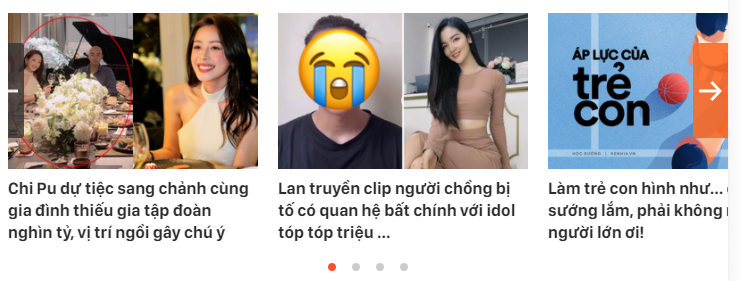 Chi Pu dự tiệc sang chảnh cùng
gia đình thiếu gia tập đoàn
nghìn tỷ, vị trí ngồi gây chú ý
Lan truyền clip người chồng bị
tố có quan hệ bất chính với idol
tóp tóp triệu ...
ÁP LỰC CỦA
trẻ
con
HỌC ĐƯỜNG | KENH14.VN
Làm trẻ con hình như...
sướng lắm, phải không
người lớn ơi!